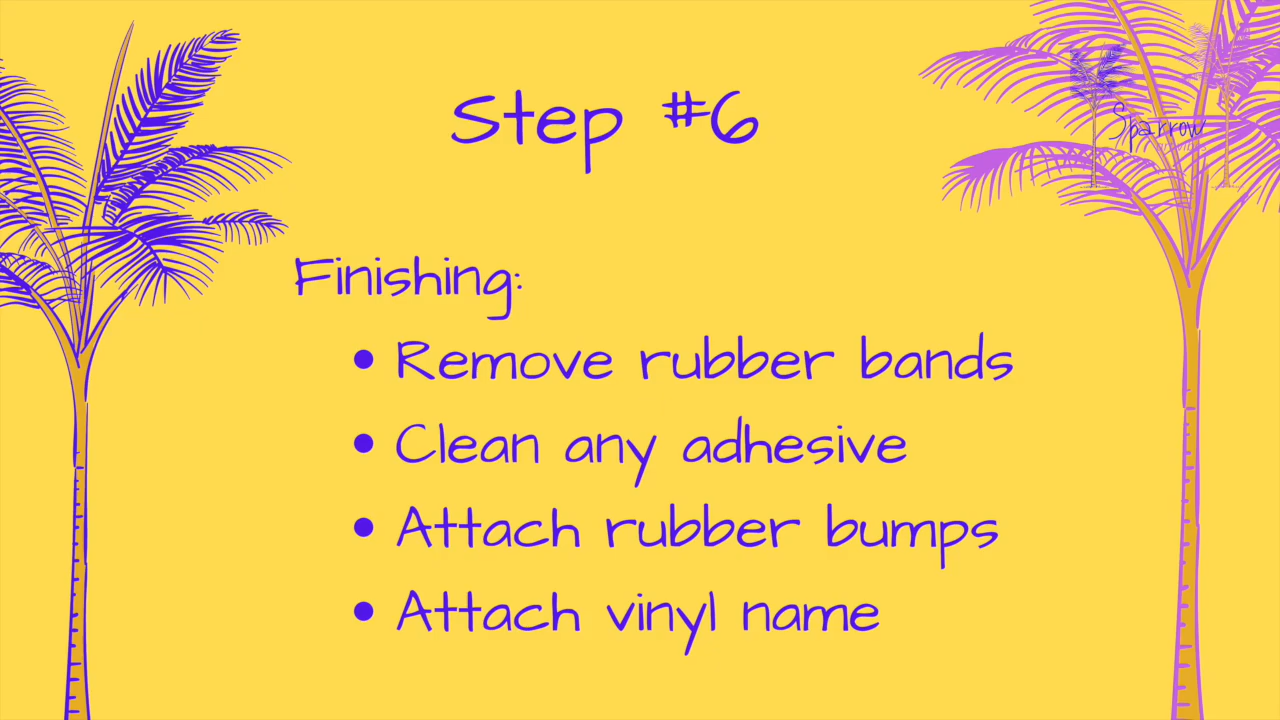 Step #6
Sparrow
Finishing:
• Remove rubber bands
• Clean any adhesive
• Attach rubber bumps
• Attach vinyl name